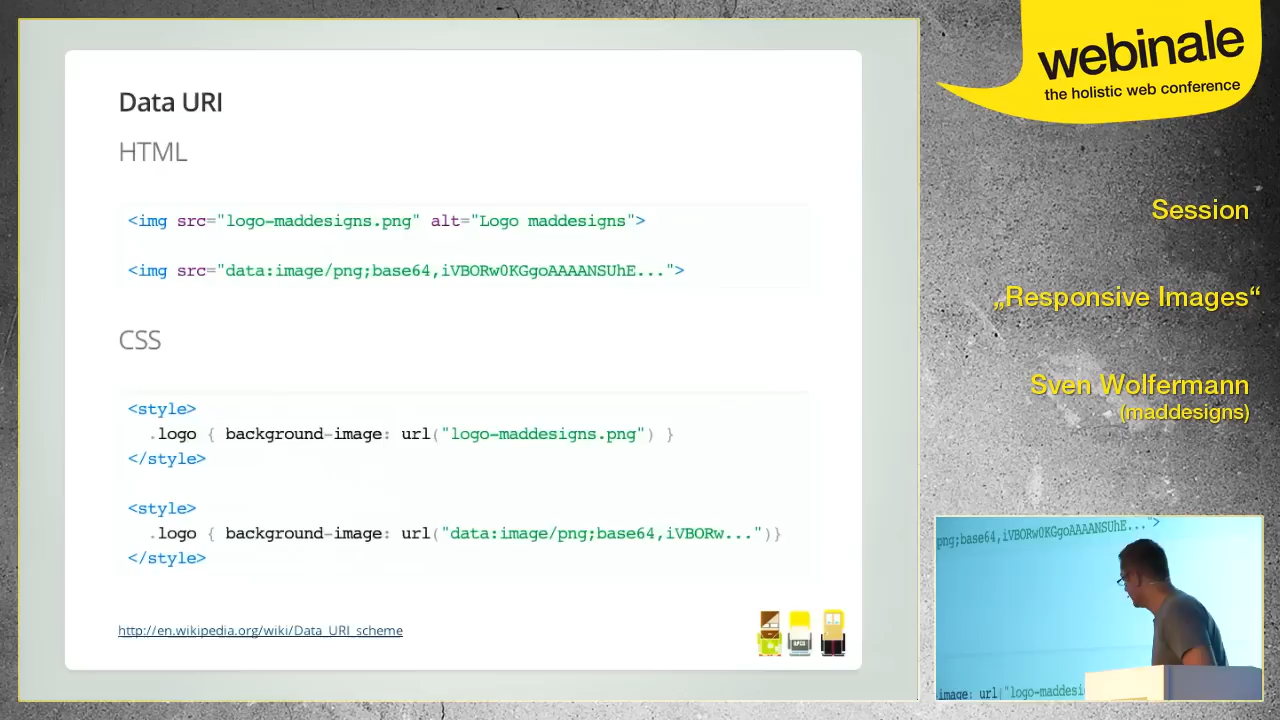 Data URI
HTML
<img src="logo-maddesigns.png" alt="Logo maddesigns">
<img src="data:image/png;base64,iVBORw0KGgoAAAANSUhE...">
CSS
<style>
.logo { background-image: url("logo-maddesigns.png") }
</style>
<style>
.logo { background-image: url("data:image/png;base64,iVBORw...")}
</style>
http://en.wikipedia.org/wiki/Data_URI_scheme
webinale
the holistic web conference
Session
„Responsive Images“
Sven Wolfermann
(maddesigns)
png;base64,iVBORw0KGgoAAAANSUhE...">
image: url("logo-maddesi